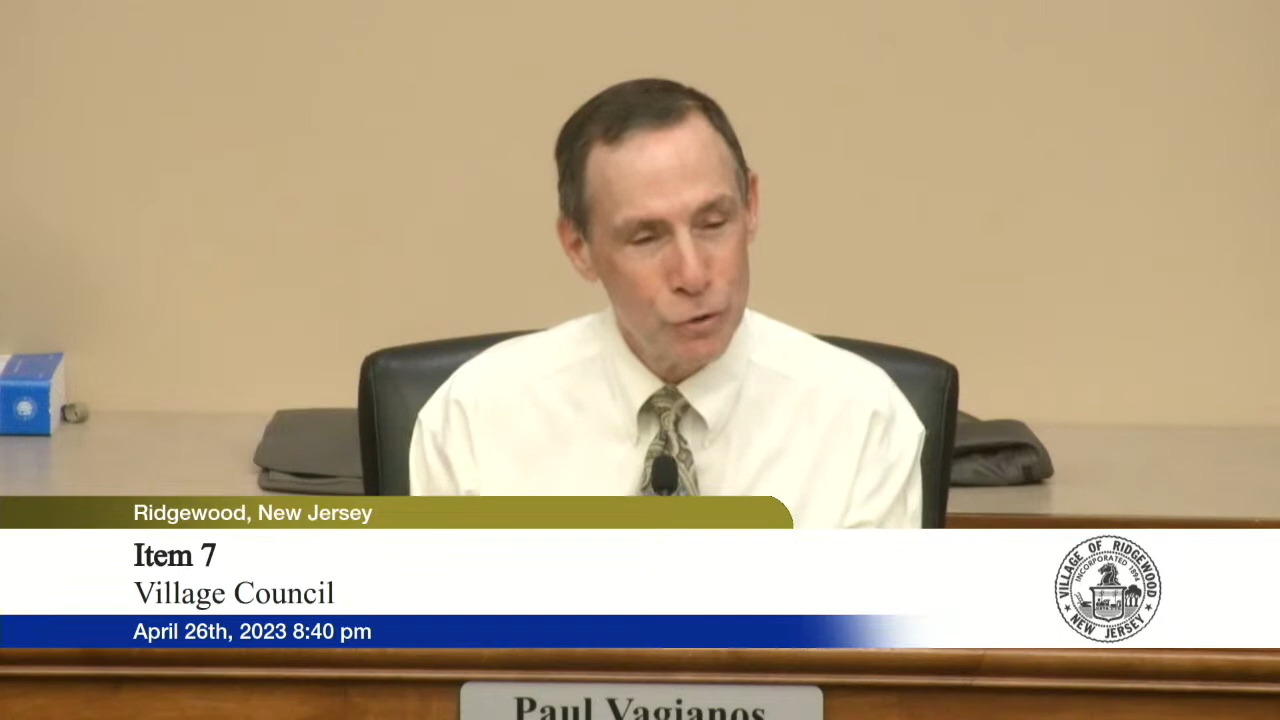 Ridgewood, New Jersey
Item 7
Village Council
April 26th, 2023 8:40 pm
VILLAGE OF RIDGEWOOD
INCORPORATED 1894
NEW JERSEY
Paul Vagianos